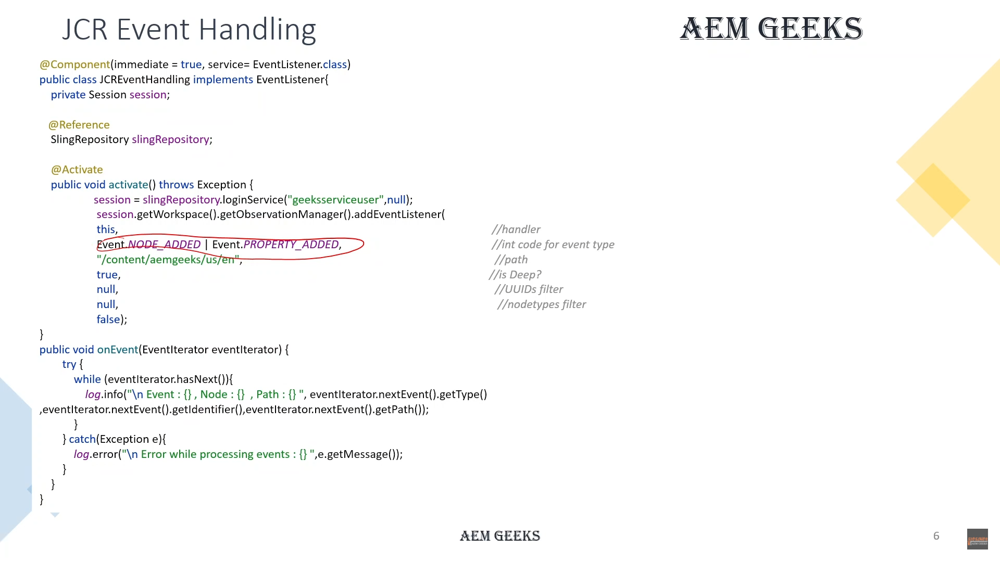 JCR Event Handling
AEM GEEKS
@Component(immediate = true, service= EventListener.class)
public class JCREventHandling implements EventListener{
private Session session;
@Reference
SlingRepository slingRepository;
@Activate
public void activate() throws Exception {
session = slingRepository.loginService("geeksserviceuser",null);
session.getWorkspace().getObservationManager().addEventListener(
this, //handler
Event.NODE_ADDED | Event.PROPERTY_ADDED, //int code for event type
"/content/aemgeeks/us/en", //path
true, //is Deep?
null, //UUIDs filter
null, //nodetypes filter
false);
}
public void onEvent(EventIterator eventIterator) {
try {
while (eventIterator.hasNext()){
log.info("\n Event : {} , Node : {}  , Path : {} ", eventIterator.nextEvent().getType()
,eventIterator.nextEvent().getIdentifier(),eventIterator.nextEvent().getPath());
}
} catch(Exception e){
log.error("\n Error while processing events : {} ",e.getMessage());
}
}
}
AEM GEEKS
6
AEM GEEKS